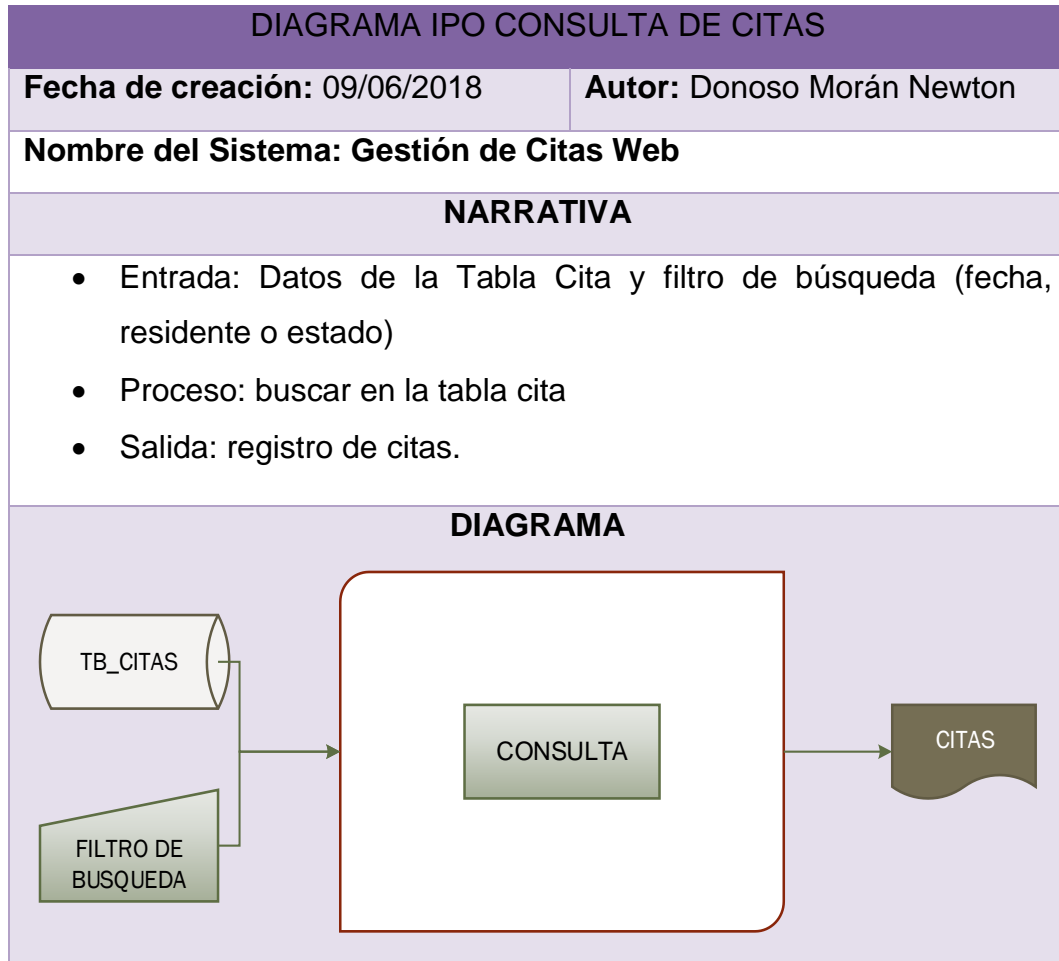 DIAGRAMA IPO CONSULTA DE CITAS
Fecha de creación: 09/06/2018 Autor: Donoso Morán Newton
Nombre del Sistema: Gestión de Citas Web
NARRATIVA
• Entrada: Datos de la Tabla Cita y filtro de búsqueda (fecha,
residente o estado)
• Proceso: buscar en la tabla cita
• Salida: registro de citas.
DIAGRAMA
TB_CITAS
CONSULTA
CITAS
FILTRO DE
BUSQUEDA